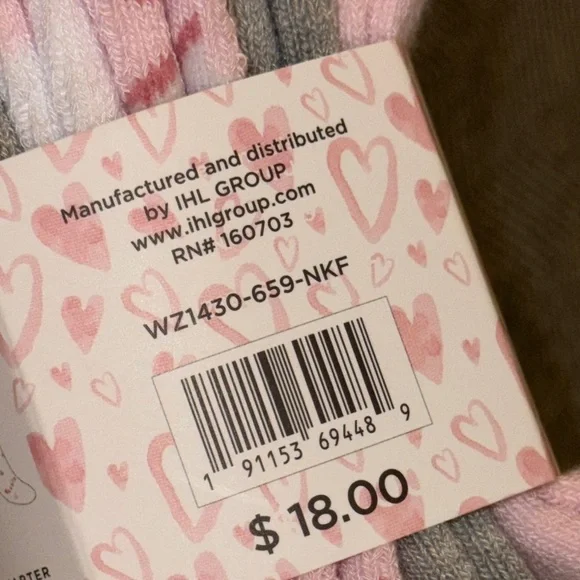 Manufactured and distributed
by IHL GROUP
www.ihlgroup.com
RN# 160703
WZ1430-659-NKF
1 91153 69448 9
$ 18.00